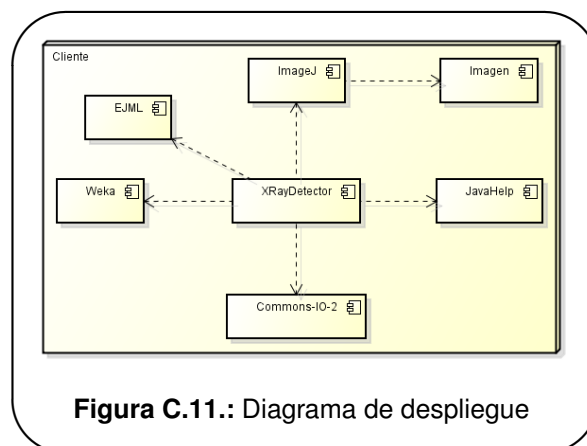 Cliente
ImageJ
Imagen
EJML
Weka
XRayDetector
JavaHelp
Commons-IO-2
Figura C.11.: Diagrama de despliegue